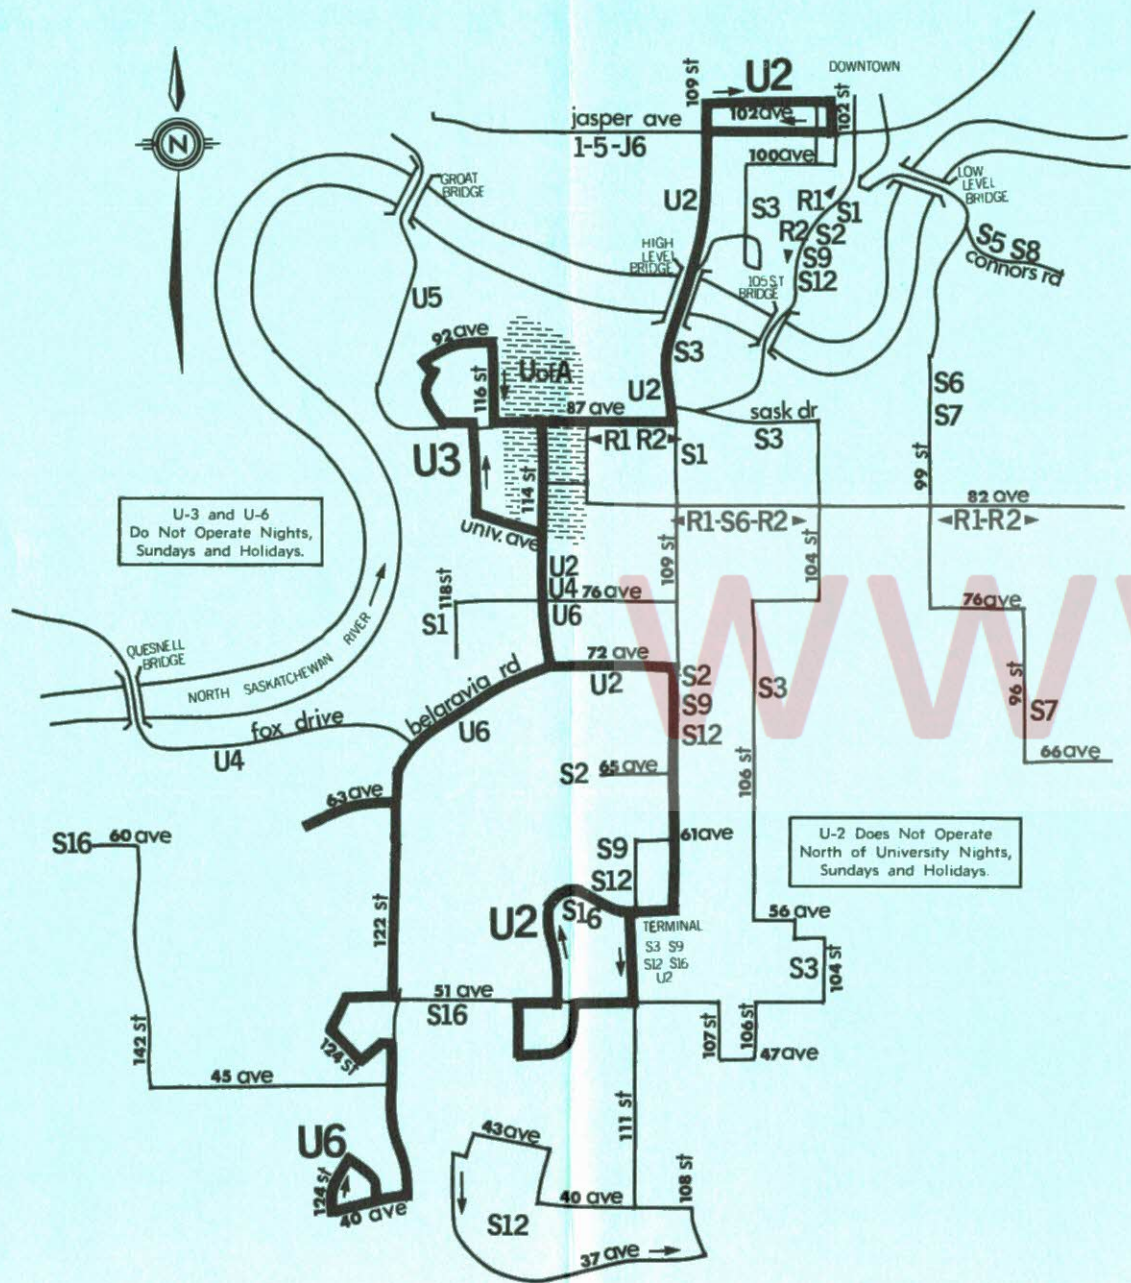 109 St
U2
DOWNTOWN
102 St
jasper ave
102 ave
1-5-J6
100 ave
GROAT
BRIDGE
LOW
LEVEL
BRIDGE
U2
S3
R1
S1
R2
S2
S9
S12
HIGH
LEVEL
BRIDGE
105 ST
BRIDGE
S5 S8
connors rd
N
U5
92 ave
116 St
U of A
S3
U2
87 ave
sask dr
S3
S6
S7
99 St
U3
R1 R2
S1
114 St
82 ave
R1-S6-R2
R1-R2
U-3 and U-6
Do Not Operate Nights,
Sundays and Holidays.
univ. ave
109 St
104 St
U2
U4
76 ave
U6
118 St
S1
76 ave
QUESNELL
BRIDGE
NORTH SASKATCHEWAN RIVER
72 ave
U2
S2
S9
S12
S3
96 St
S7
66 ave
fox drive
U4
belgravia rd
U6
S2
65 ave
106 St
63 ave
S16
60 ave
61 ave
S9
S12
U-2 Does Not Operate
North of University Nights,
Sundays and Holidays.
122 St
U2
S16
56 ave
TERMINAL
S3 S9
S12 S16
U2
S3
104 St
51 ave
S16
142 St
124 St
107 St
106 St
47 ave
45 ave
111 St
U6
43 ave
124 St
40 ave
40 ave
108 St
S12
37 ave
WW